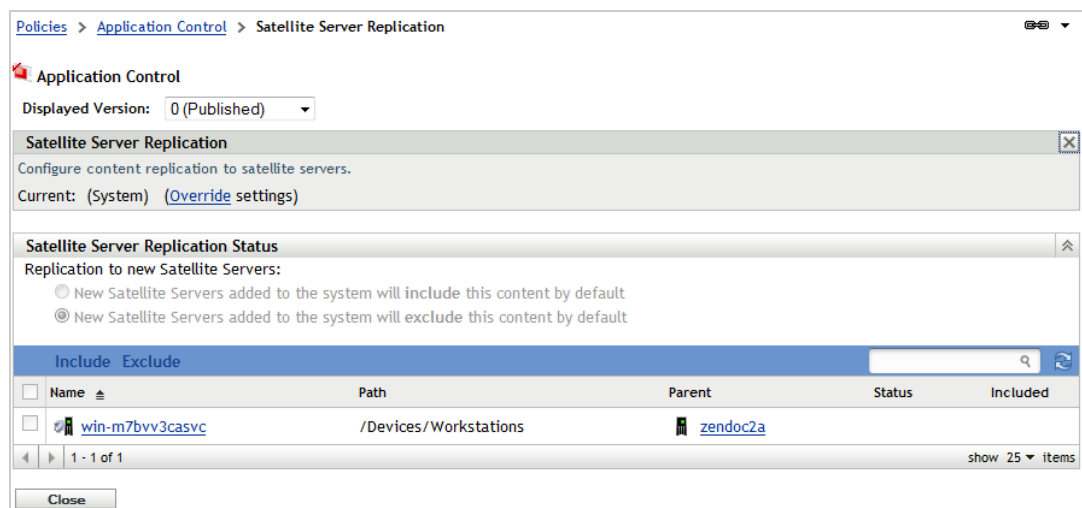 Policies > Application Control > Satellite Server Replication
Application Control
Displayed Version: 0 (Published)
Satellite Server Replication
Configure content replication to satellite servers.
Current: (System) (Override settings)
Satellite Server Replication Status
Replication to new Satellite Servers:
New Satellite Servers added to the system will include this content by default
New Satellite Servers added to the system will exclude this content by default
Include Exclude
Name Path Parent Status Included
win-m7bvv3casvc /Devices/Workstations zendoc2a
1 - 1 of 1 show 25 items
Close